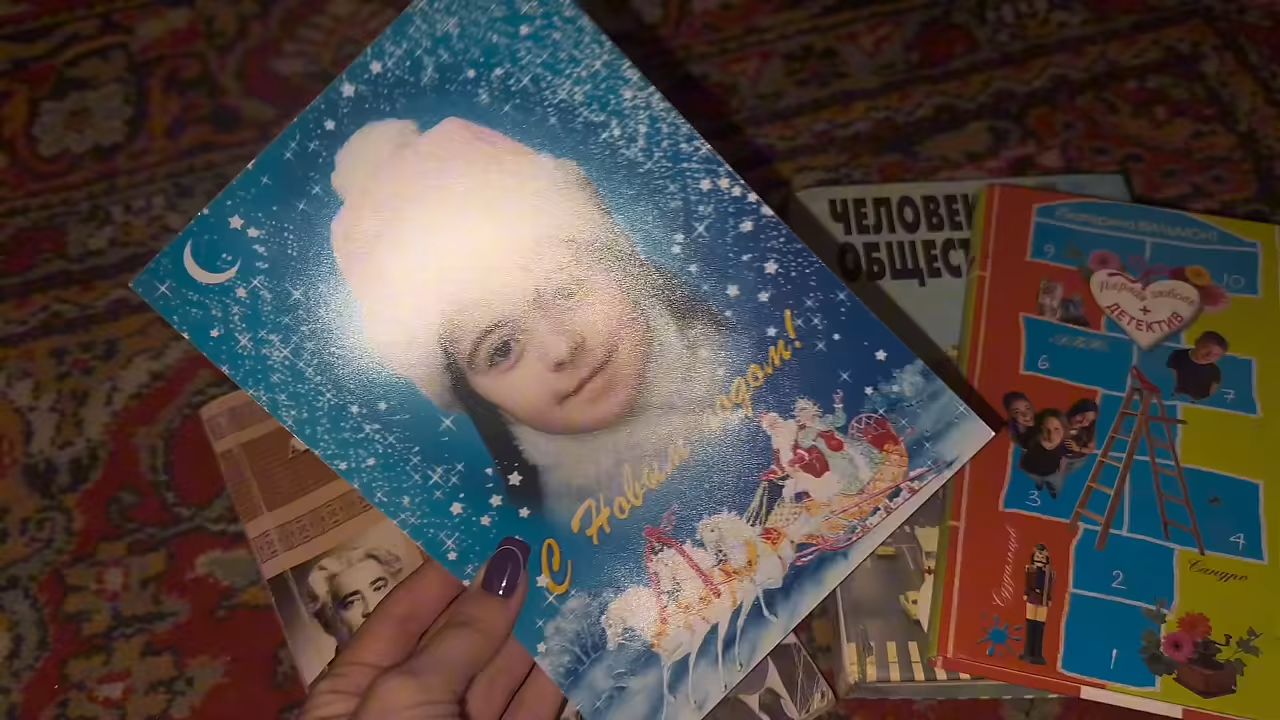 С Новым годом!
ЧЕЛОВЕК
ОБЩЕСТ
9
10
Первая любовь
+
ДЕТЕКТИВ
6
7
3
4
Сандро
2
1